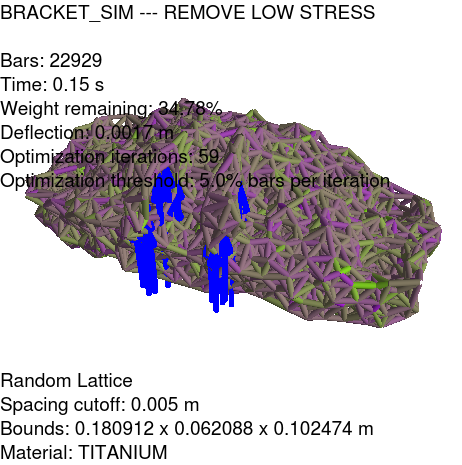 BRACKET_SIM --- REMOVE LOW STRESS
Bars: 22929
Time: 0.15 s
Weight remaining: 34.78%
Deflection: 0.0017 m
Optimization iterations: 59
Optimization threshold: 5.0% bars per iteration
Random Lattice
Spacing cutoff: 0.005 m
Bounds: 0.180912 x 0.062088 x 0.102474 m
Material: TITANIUM